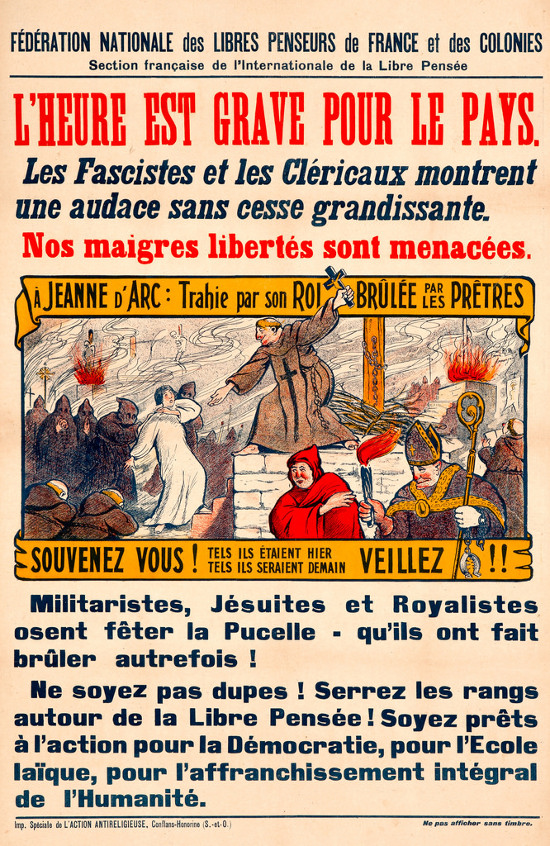 FÉDÉRATION NATIONALE des LIBRES PENSEURS de FRANCE et des COLONIES
Section française de l'Internationale de la Libre Pensée
L'HEURE EST GRAVE POUR LE PAYS.
Les Fascistes et les Cléricaux montrent
une audace sans cesse grandissante.
Nos maigres libertés sont menacées.
À JEANNE D'ARC : Trahie par son ROI BRÛLÉE PAR LES PRÊTRES
SOUVENEZ VOUS ! TELS ILS ÉTAIENT HIER
TELS ILS SERAIENT DEMAIN VEILLEZ !!
Militaristes, Jésuites et Royalistes
osent fêter la Pucelle - qu'ils ont fait
brûler autrefois !
Ne soyez pas dupes ! Serrez les rangs
autour de la Libre Pensée ! Soyez prêts
à l'action pour la Démocratie, pour l'Ecole
laïque, pour l'affranchissement intégral
de l'Humanité.
Imp. Spéciale de L'ACTION ANTIRELIGIEUSE, Conflans-Honorine (S.-et-O.)
Ne pas afficher sans timbre.